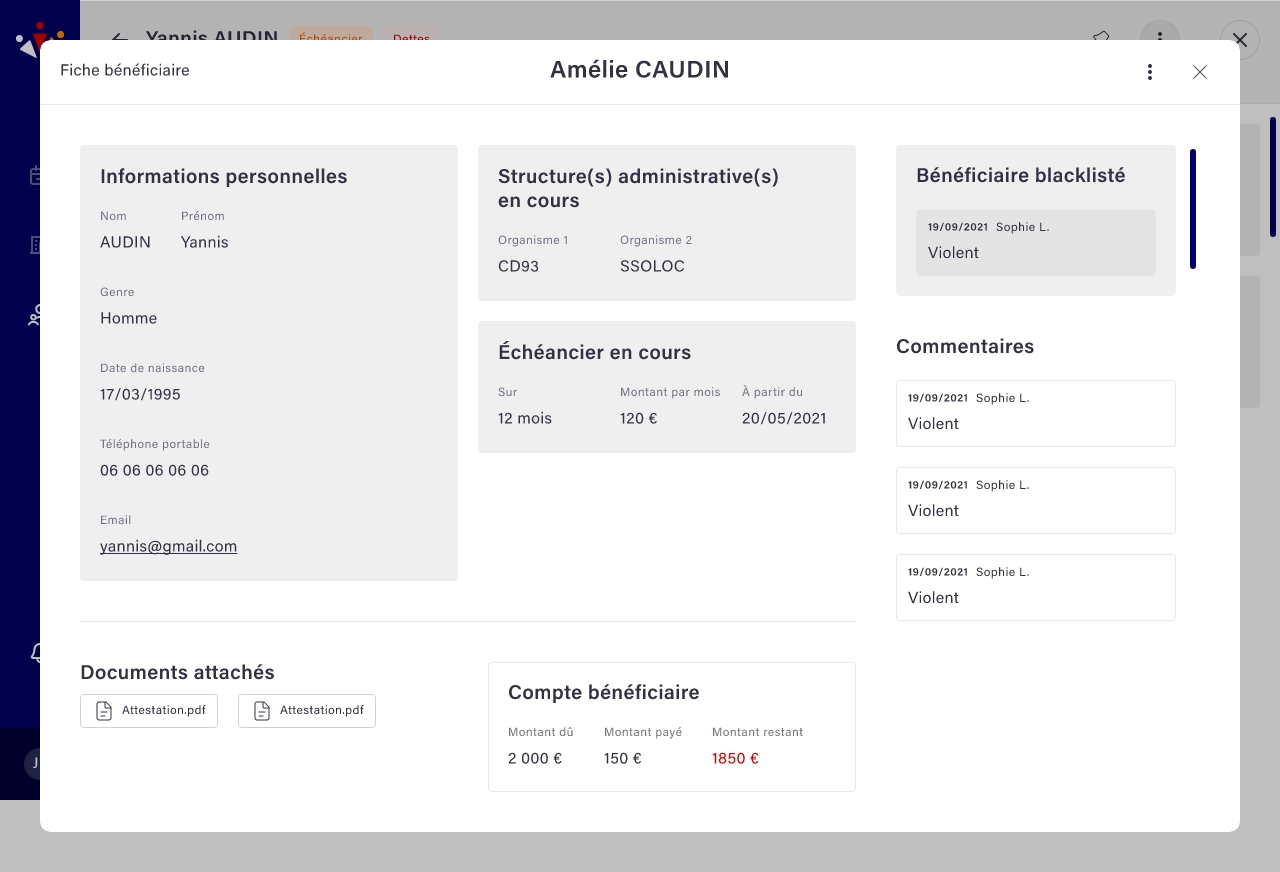 Yannis AUDIN
Échéancier
Dettes
Fiche bénéficiaire
Amélie CAUDIN
Informations personnelles
Nom Prénom
AUDIN Yannis
Genre
Homme
Date de naissance
17/03/1995
Téléphone portable
06 06 06 06 06
Email
yannis@gmail.com
Structure(s) administrative(s)
en cours
Organisme 1 Organisme 2
CD93 SSOLOC
Échéancier en cours
Sur Montant par mois À partir du
12 mois 120 € 20/05/2021
Bénéficiaire blacklisté
19/09/2021 Sophie L.
Violent
Commentaires
19/09/2021 Sophie L.
Violent
19/09/2021 Sophie L.
Violent
19/09/2021 Sophie L.
Violent
Documents attachés
Attestation.pdf Attestation.pdf
Compte bénéficiaire
Montant dû Montant payé Montant restant
2 000 € 150 € 1850 €
J